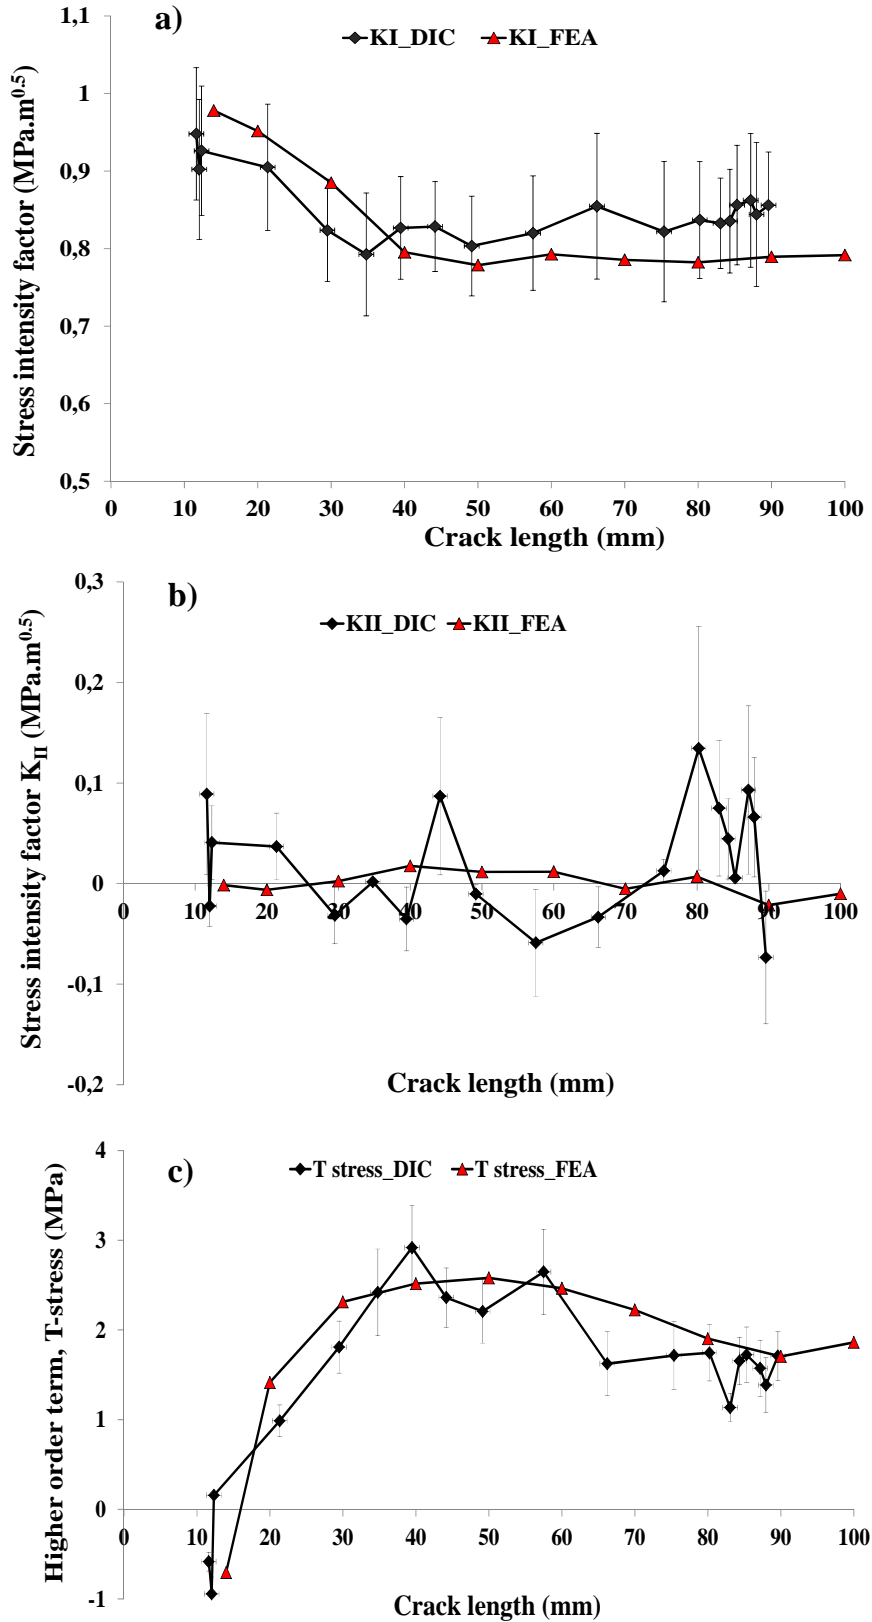 a)
KI_DIC KI_FEA
Stress intensity factor (MPa.m0.5)
1,1
1
0,9
0,8
0,7
0,6
0,5
0 10 20 30 40 50 60 70 80 90 100
Crack length (mm)
b)
KII_DIC KII_FEA
Stress intensity factor KII (MPa.m0.5)
0,3
0,2
0,1
0
-0,1
-0,2
0 10 20 30 40 50 60 70 80 90 100
Crack length (mm)
c)
T stress_DIC T stress_FEA
Higher order term, T-stress (MPa)
4
3
2
1
0
-1
0 10 20 30 40 50 60 70 80 90 100
Crack length (mm)